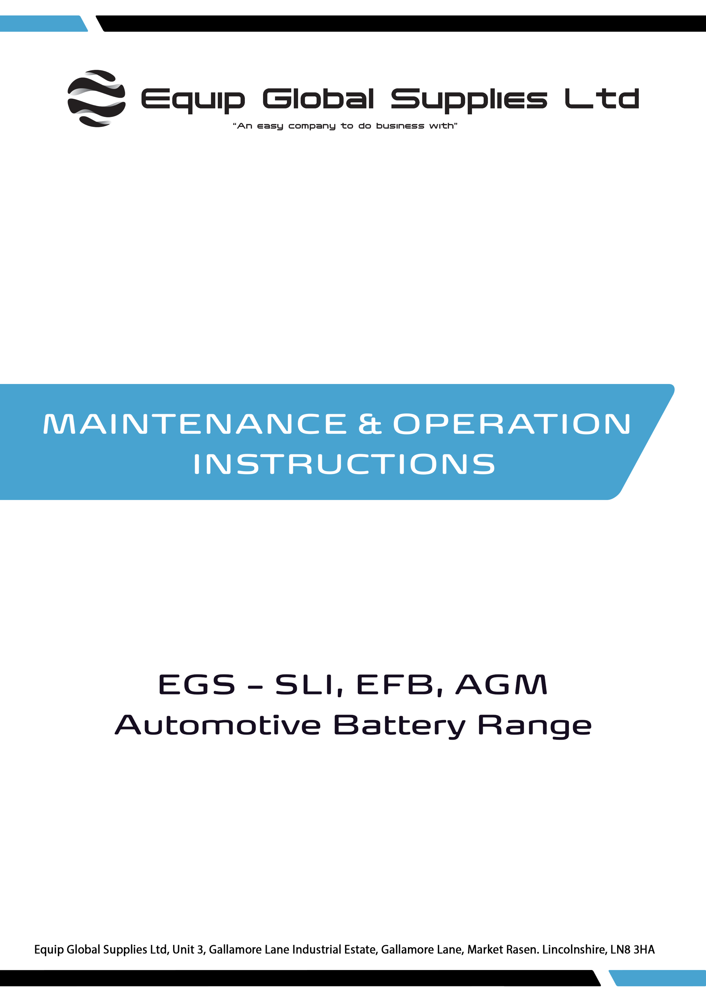 Equip Global Supplies Ltd
“An easy company to do business with”
MAINTENANCE & OPERATION
INSTRUCTIONS
EGS – SLI, EFB, AGM
Automotive Battery Range
Equip Global Supplies Ltd, Unit 3, Gallamore Lane Industrial Estate, Gallamore Lane, Market Rasen. Lincolnshire, LN8 3HA